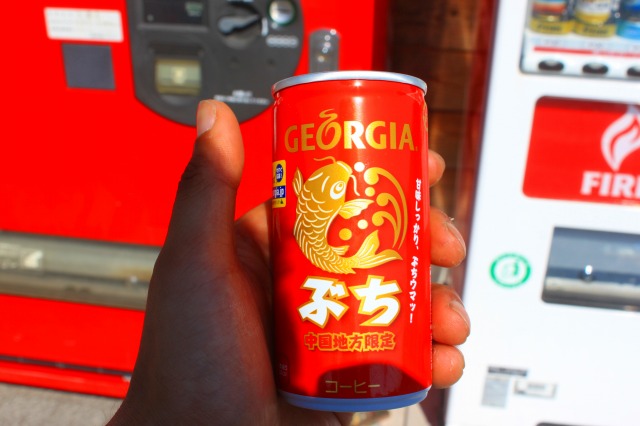 GEORGIA
甘味しっかり、ぶちウマッ!
ぶち
中国地方限定
コーヒー
FIRE